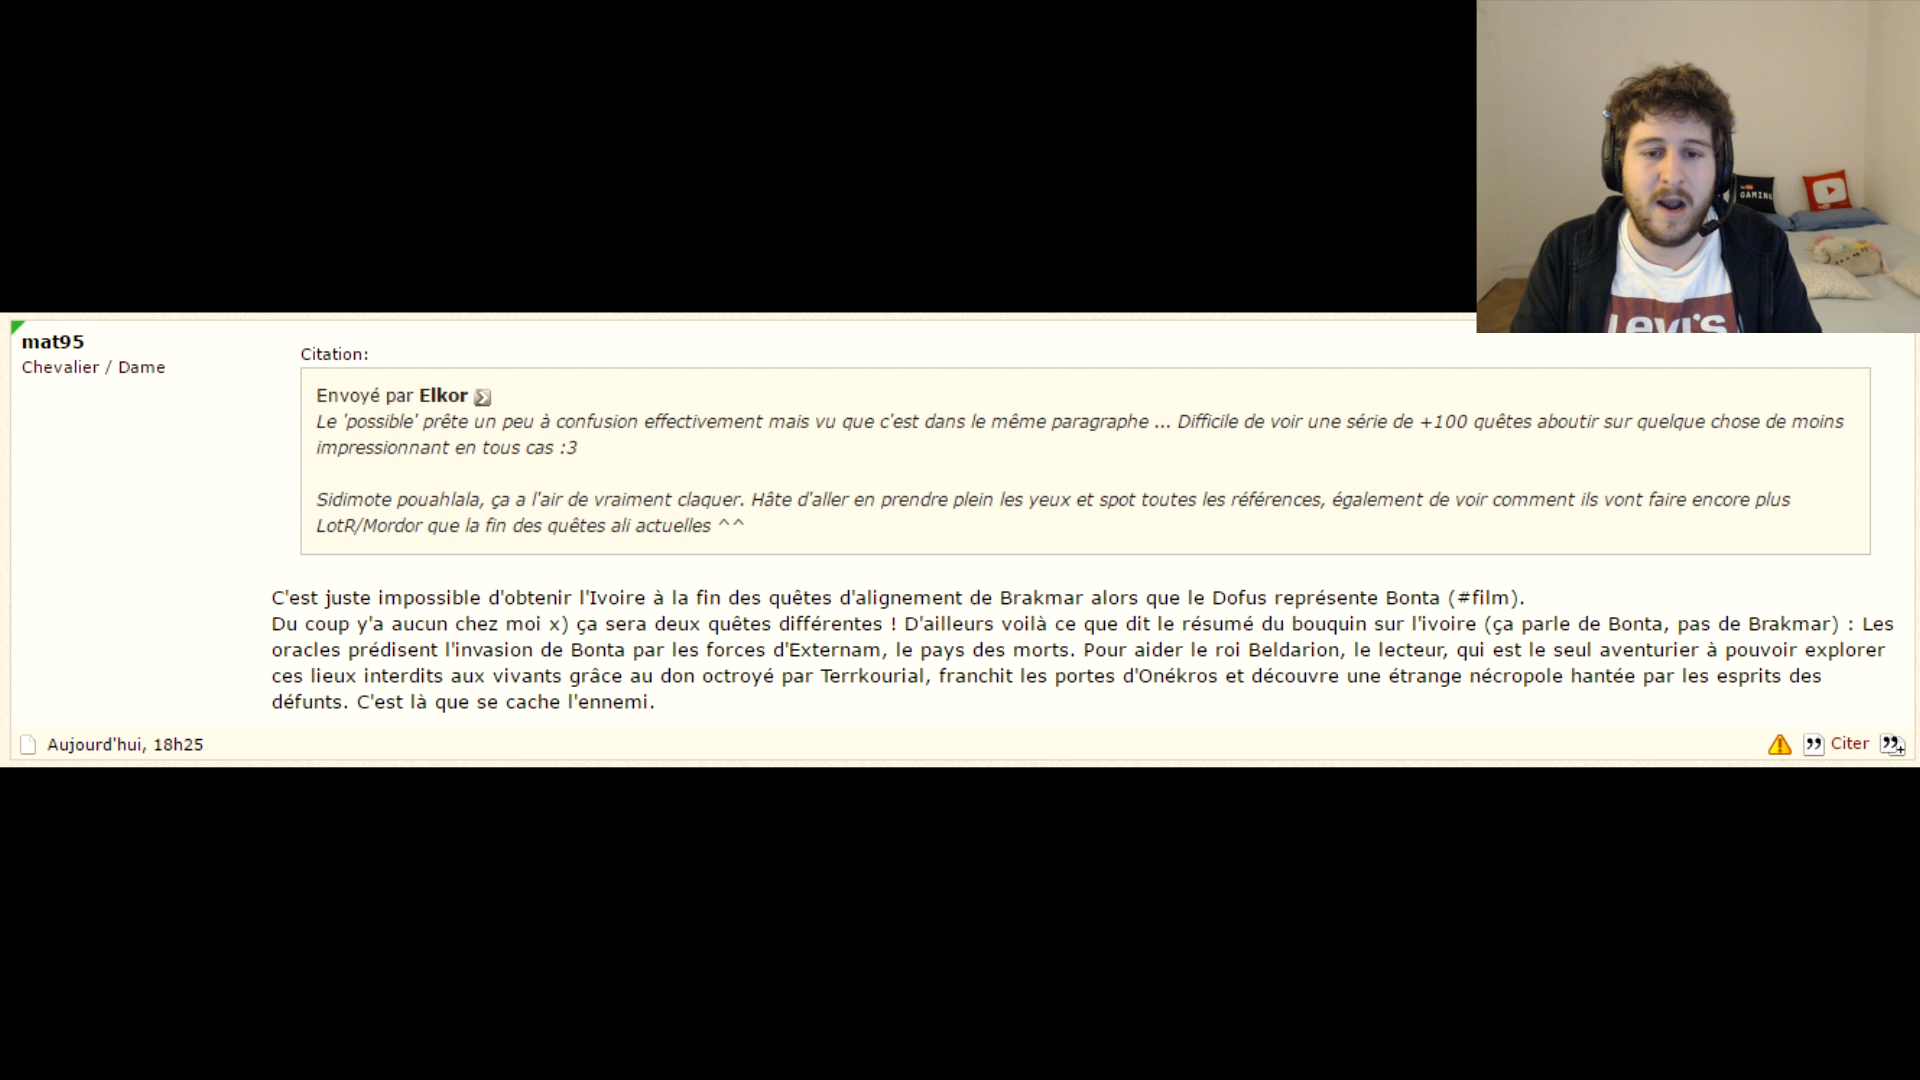 GAMING
Levi's
mat95
Chevalier / Dame
Citation:
Envoyé par Elkor
Le 'possible' prête un peu à confusion effectivement mais vu que c'est dans le même paragraphe ... Difficile de voir une série de +100 quêtes aboutir sur quelque chose de moins
impressionnant en tous cas :3
Sidimote pouahlala, ça a l'air de vraiment claquer. Hâte d'aller en prendre plein les yeux et spot toutes les références, également de voir comment ils vont faire encore plus
LotR/Mordor que la fin des quêtes ali actuelles ^^
C'est juste impossible d'obtenir l'Ivoire à la fin des quêtes d'alignement de Brakmar alors que le Dofus représente Bonta (#film).
Du coup y'a aucun chez moi x) ça sera deux quêtes différentes ! D'ailleurs voilà ce que dit le résumé du bouquin sur l'ivoire (ça parle de Bonta, pas de Brakmar) : Les
oracles prédisent l'invasion de Bonta par les forces d'Externam, le pays des morts. Pour aider le roi Beldarion, le lecteur, qui est le seul aventurier à pouvoir explorer
ces lieux interdits aux vivants grâce au don octroyé par Terrkourial, franchit les portes d'Onékros et découvre une étrange nécropole hantée par les esprits des
défunts. C'est là que se cache l'ennemi.
Aujourd'hui, 18h25
Citer